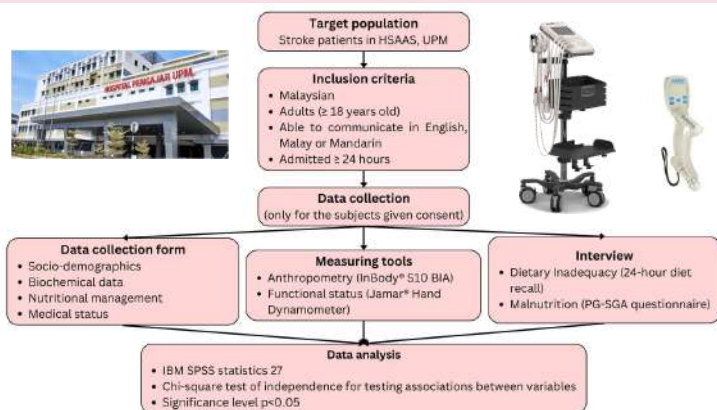 Target population
Stroke patients in HSAAS, UPM
HOSPITAL PENGAJAR UPM
Inclusion criteria
• Malaysian
• Adults (≥ 18 years old)
• Able to communicate in English,
Malay or Mandarin
• Admitted ≥ 24 hours
Data collection
(only for the subjects given consent)
Data collection form
• Socio-demographics
• Biochemical data
• Nutritional management
• Medical status
Measuring tools
• Anthropometry (InBody® S10 BIA)
• Functional status (Jamar® Hand
Dynamometer)
Interview
• Dietary Inadequacy (24-hour diet
recall)
• Malnutrition (PG-SGA questionnaire)
Data analysis
• IBM SPSS statistics 27
• Chi-square test of independence for testing associations between variables
• Significance level p<0.05